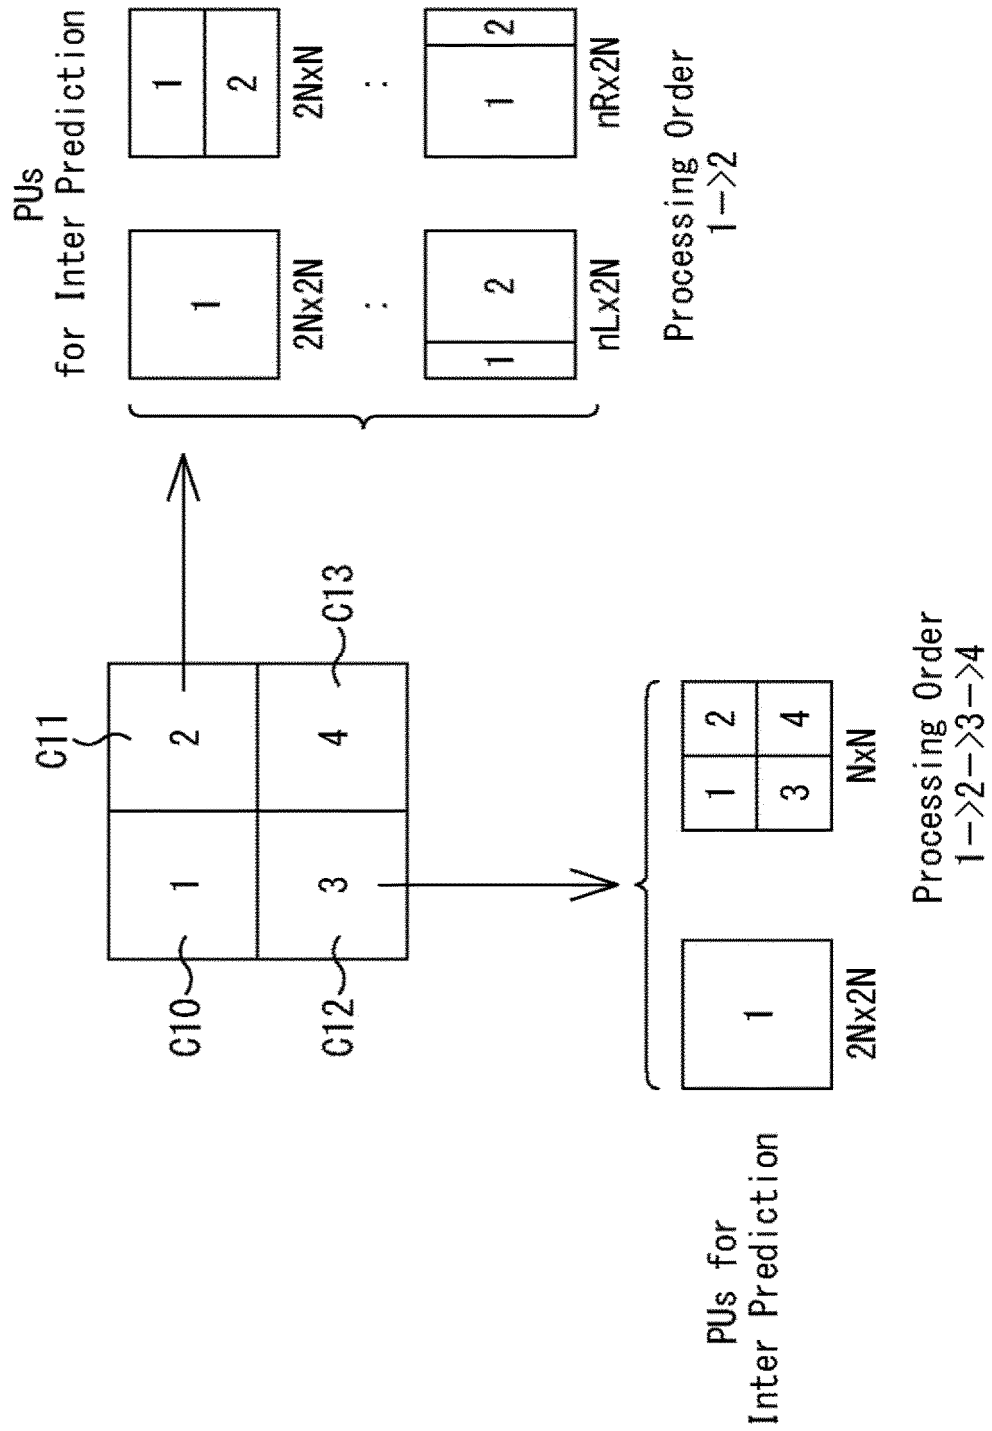 C11
1 2
C10
3 4
C12 C13
PUs
for Inter Prediction
1
1
2
2Nx2N 2NxN
: :
1 2
1 2
nLx2N nRx2N
Processing Order
1->2
PUs for
Inter Prediction
1
1 2
3 4
2Nx2N NxN
Processing Order
1->2->3->4